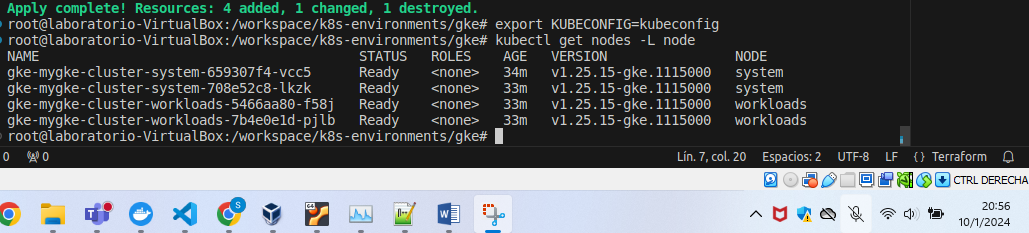 Apply complete! Resources: 4 added, 1 changed, 1 destroyed.
root@laboratorio-VirtualBox:/workspace/k8s-environments/gke# export KUBECONFIG=kubeconfig
root@laboratorio-VirtualBox:/workspace/k8s-environments/gke# kubectl get nodes -L node
NAME STATUS ROLES AGE VERSION NODE
gke-mygke-cluster-system-659307f4-vcc5 Ready <none> 34m v1.25.15-gke.1115000 system
gke-mygke-cluster-system-708e52c8-lkzk Ready <none> 33m v1.25.15-gke.1115000 system
gke-mygke-cluster-workloads-5466aa80-f58j Ready <none> 33m v1.25.15-gke.1115000 workloads
gke-mygke-cluster-workloads-7b4e0e1d-pjlb Ready <none> 33m v1.25.15-gke.1115000 workloads
root@laboratorio-VirtualBox:/workspace/k8s-environments/gke#
0 0 Lín. 7, col. 20 Espacios: 2 UTF-8 LF {} Terraform
CTRL DERECHA
20:56
10/1/2024